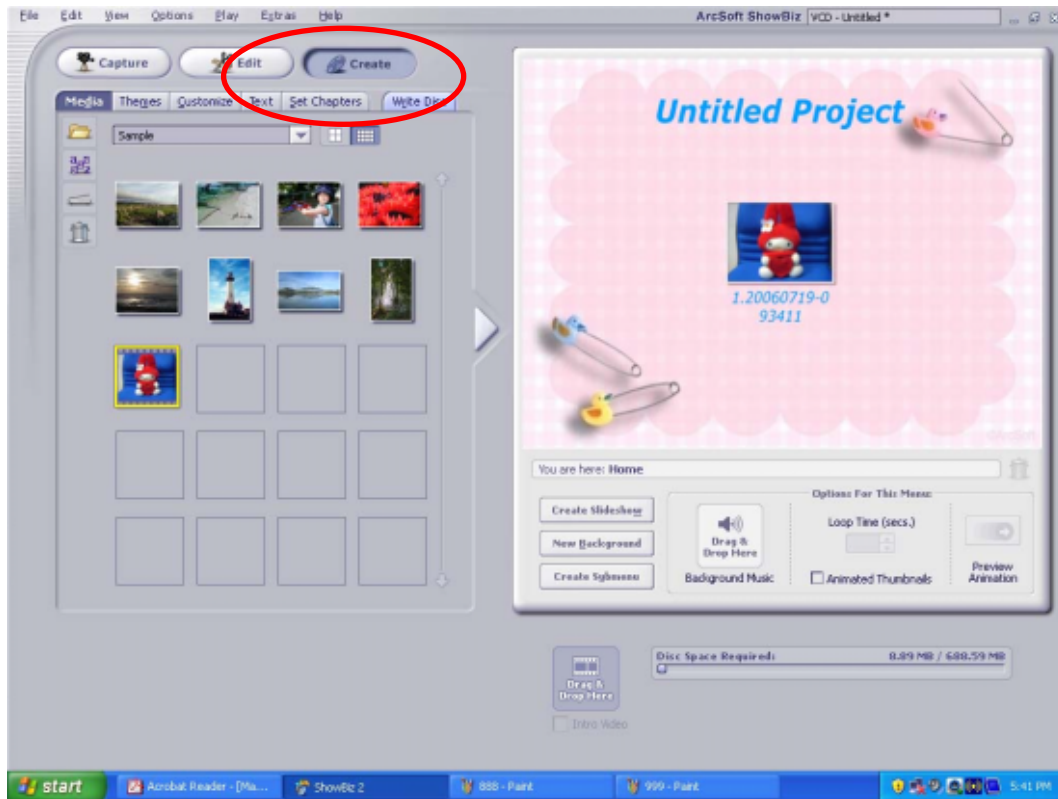 File Edit View Options Play Extras Help
ArcSoft ShowBiz VCD - Untitled *
Capture Edit Create
Media Themes Customize Text Set Chapters Write Disc
Sample
Untitled Project
1.20060719-0
93411
You are here: Home
Create Slideshow
New Background
Create Submenu
Drag &
Drop Here
Background Music
Options For This Menu:
Loop Time (secs.)
Animated Thumbnails
Preview
Animation
Drag &
Drop Here
Intro Video
Disc Space Required: 8.89 MB / 688.59 MB
start Acrobat Reader - [Ma... ShowBiz 2 888 - Paint 999 - Paint 5:41 PM